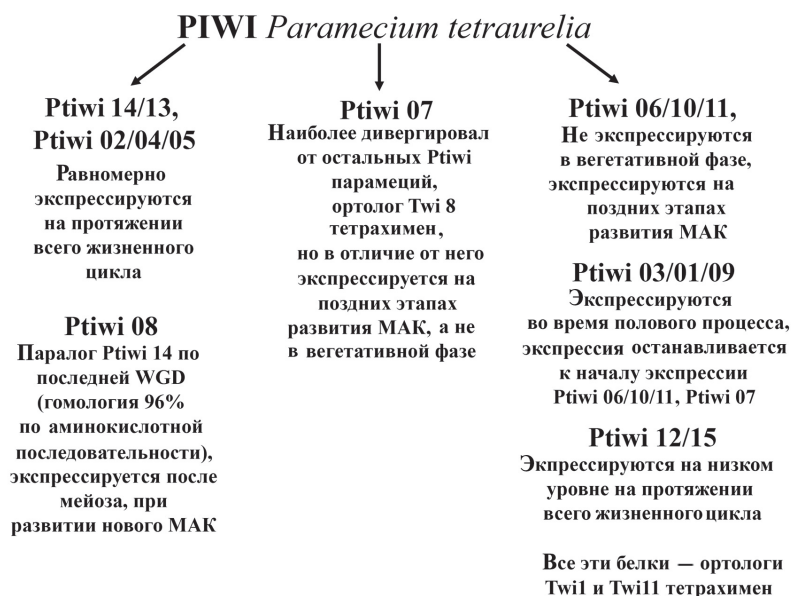 PIWI Paramecium tetraurelia
Ptiwi 14/13,
Ptiwi 02/04/05
Равномерно
экспрессируются
на протяжении
всего жизненного
цикла
Ptiwi 08
Паралог Ptiwi 14 по
последней WGD
(гомология 96%
по аминокислотной
последовательности),
экспрессируется после
мейоза, при
развитии нового МАК
Ptiwi 07
Наиболее дивергировал
от остальных Ptiwi
парамеций,
ортолог Twi 8
тетрахимен,
но в отличие от него
экспрессируется на
поздних этапах
развития МАК, а не
в вегетативной фазе
Ptiwi 06/10/11,
Не экспрессируются
в вегетативной фазе,
экспрессируются на
поздних этапах
развития МАК
Ptiwi 03/01/09
Экспрессируются
во время полового процесса,
экспрессия останавливается
к началу экспрессии
Ptiwi 06/10/11, Ptiwi 07
Ptiwi 12/15
Экпрессируются на низком
уровне на протяжении
всего жизненного цикла
Все эти белки — ортологи
Twi1 и Twi11 тетрахимен